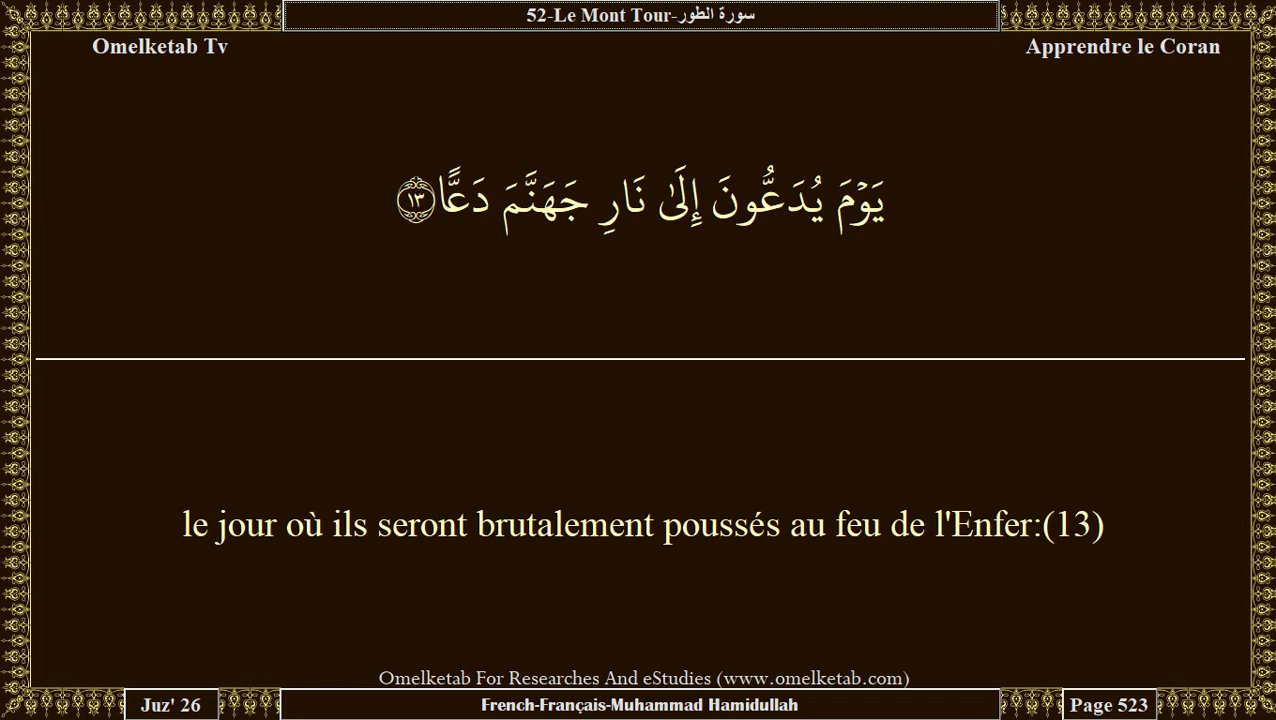 52-Le Mont Tour-سورة الطور
Omelketab Tv
Apprendre le Coran
يَوۡمَ يُدَعُّونَ إِلَىٰ نَارِ جَهَنَّمَ دَعًّا ١٣
le jour où ils seront brutalement poussés au feu de l'Enfer:(13)
Omelketab For Researches And eStudies (www.omelketab.com)
Juz' 26
French-Français-Muhammad Hamidullah
Page 523